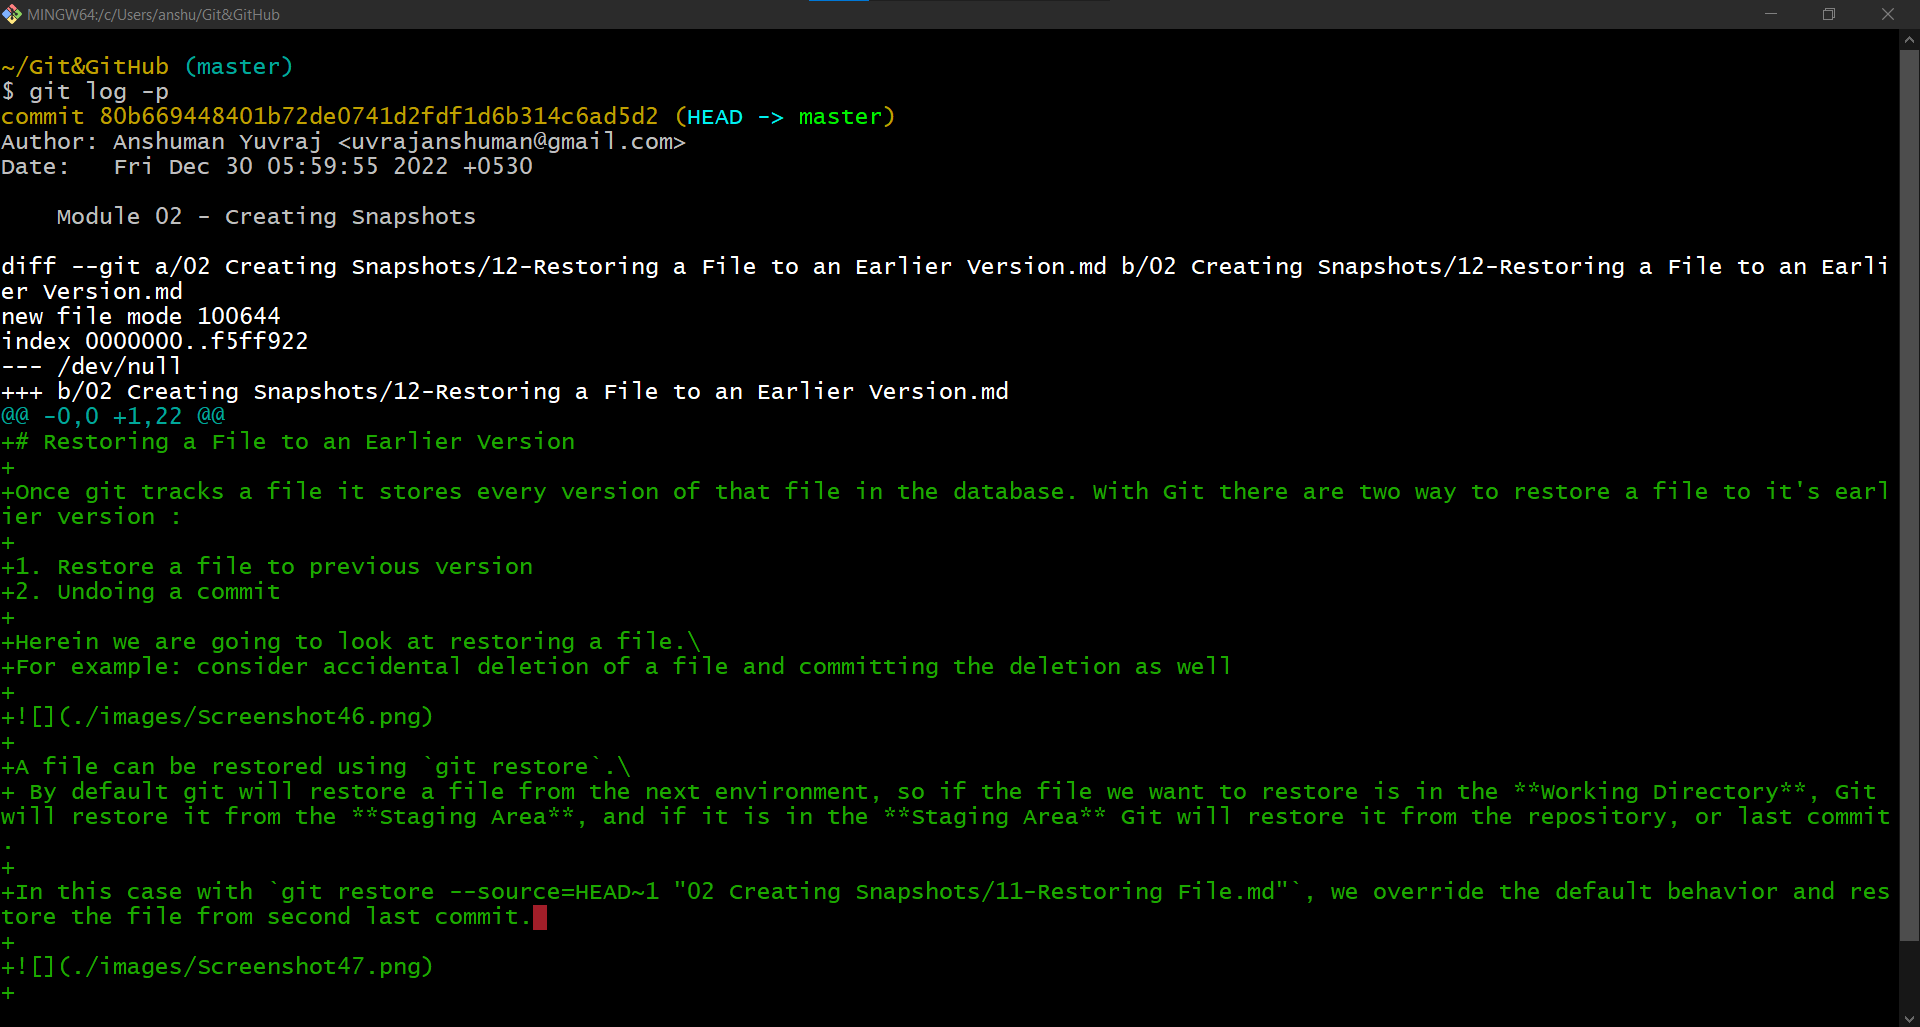 MINGW64:/c/Users/anshu/Git&GitHub
~/Git&GitHub (master)
$ git log -p
commit 80b669448401b72de0741d2fdf1d6b314c6ad5d2 (HEAD -> master)
Author: Anshuman Yuvraj <uvrajanshuman@gmail.com>
Date:   Fri Dec 30 05:59:55 2022 +0530
    Module 02 - Creating Snapshots
diff --git a/02 Creating Snapshots/12-Restoring a File to an Earlier Version.md b/02 Creating Snapshots/12-Restoring a File to an Earli
er Version.md
new file mode 100644
index 0000000..f5ff922
--- /dev/null
+++ b/02 Creating Snapshots/12-Restoring a File to an Earlier Version.md
@@ -0,0 +1,22 @@
+# Restoring a File to an Earlier Version
+
+Once git tracks a file it stores every version of that file in the database. With Git there are two way to restore a file to it's earl
ier version :
+
+1. Restore a file to previous version
+2. Undoing a commit
+
+Herein we are going to look at restoring a file.\
+For example: consider accidental deletion of a file and committing the deletion as well
+
+![](./images/Screenshot46.png)
+
+A file can be restored using `git restore`.\
+ By default git will restore a file from the next environment, so if the file we want to restore is in the **Working Directory**, Git
will restore it from the **Staging Area**, and if it is in the **Staging Area** Git will restore it from the repository, or last commit
.
+
+In this case with `git restore --source=HEAD~1 "02 Creating Snapshots/11-Restoring File.md"`, we override the default behavior and res
tore the file from second last commit.
+
+![](./images/Screenshot47.png)
+